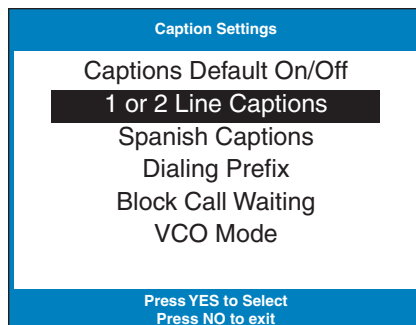 Caption Settings
Captions Default On/Off
1 or 2 Line Captions
Spanish Captions
Dialing Prefix
Block Call Waiting
VCO Mode
Press YES to Select
Press NO to exit